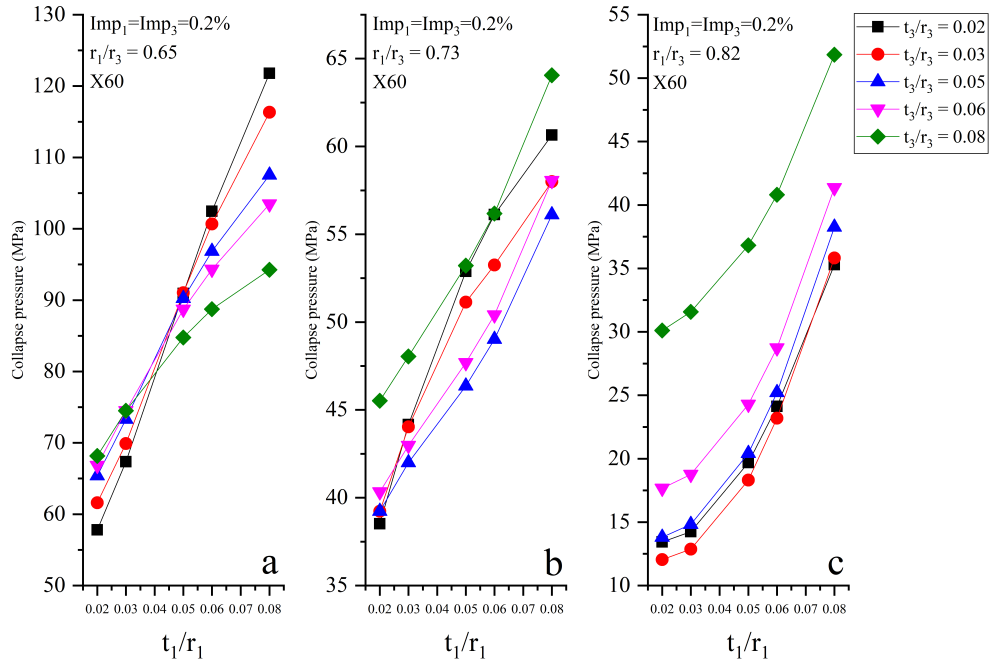 Imp₁=Imp₃=0.2%
r₁/r₃ = 0.65
X60
Collapse pressure (MPa)
130
120
110
100
90
80
70
60
50
0.02 0.03 0.04 0.05 0.06 0.07 0.08
t₁/r₁
a
Imp₁=Imp₃=0.2%
r₁/r₃ = 0.73
X60
Collapse pressure (MPa)
65
60
55
50
45
40
35
0.02 0.03 0.04 0.05 0.06 0.07 0.08
t₁/r₁
b
Imp₁=Imp₃=0.2%
r₁/r₃ = 0.82
X60
Collapse pressure (MPa)
55
50
45
40
35
30
25
20
15
10
0.02 0.03 0.04 0.05 0.06 0.07 0.08
t₁/r₁
c
t₃/r₃ = 0.02
t₃/r₃ = 0.03
t₃/r₃ = 0.05
t₃/r₃ = 0.06
t₃/r₃ = 0.08